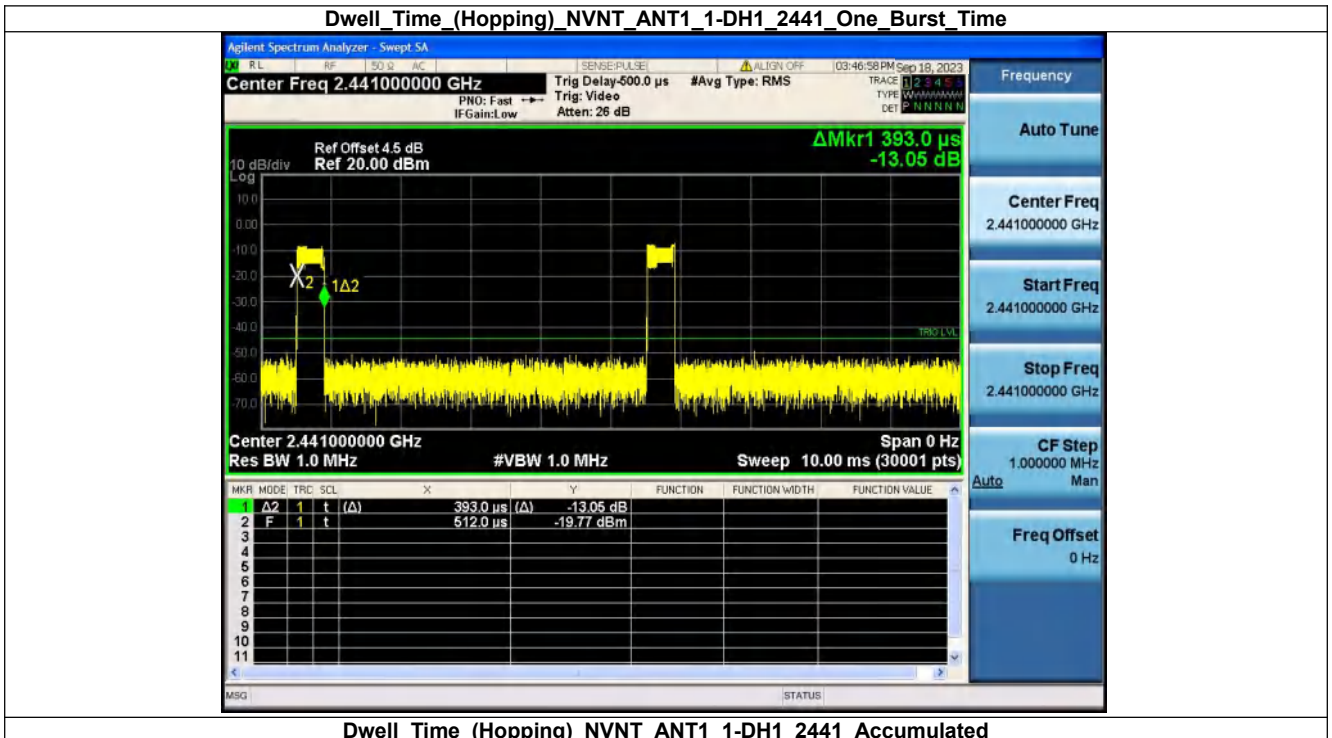 Dwell_Time_(Hopping)_NVNT_ANT1_1-DH1_2441_One_Burst_Time
Agilent Spectrum Analyzer - Swept SA
RL RF 50 Ω AC SENSE:PULSE ALIGN OFF 03:46:58 PM Sep 18, 2023
Center Freq 2.441000000 GHz
Trig Delay-500.0 µs #Avg Type: RMS
TRACE 1 2 3 4 5 6
PNO: Fast Trig: Video
TYPE WWWWWW
IFGain:Low Atten: 26 dB
DET P N N N N N
ΔMkr1 393.0 µs
-13.05 dB
Ref Offset 4.5 dB
10 dB/div Ref 20.00 dBm
Log
10.0
0.00
-10.0
-20.0
-30.0
-40.0
-50.0
-60.0
-70.0
X2
1Δ2
TRIG LVL
Center 2.441000000 GHz Span 0 Hz
Res BW 1.0 MHz #VBW 1.0 MHz Sweep 10.00 ms (30001 pts)
MKR MODE TRC SCL X Y FUNCTION FUNCTION WIDTH FUNCTION VALUE
1 Δ2 1 t (Δ) 393.0 µs (Δ) -13.05 dB
2 F 1 t 512.0 µs -19.77 dBm
3
4
5
6
7
8
9
10
11
MSG STATUS
Frequency
Auto Tune
Center Freq
2.441000000 GHz
Start Freq
2.441000000 GHz
Stop Freq
2.441000000 GHz
CF Step
1.000000 MHz
Auto Man
Freq Offset
0 Hz
Dwell_Time_(Hopping)_NVNT_ANT1_1-DH1_2441_Accumulated